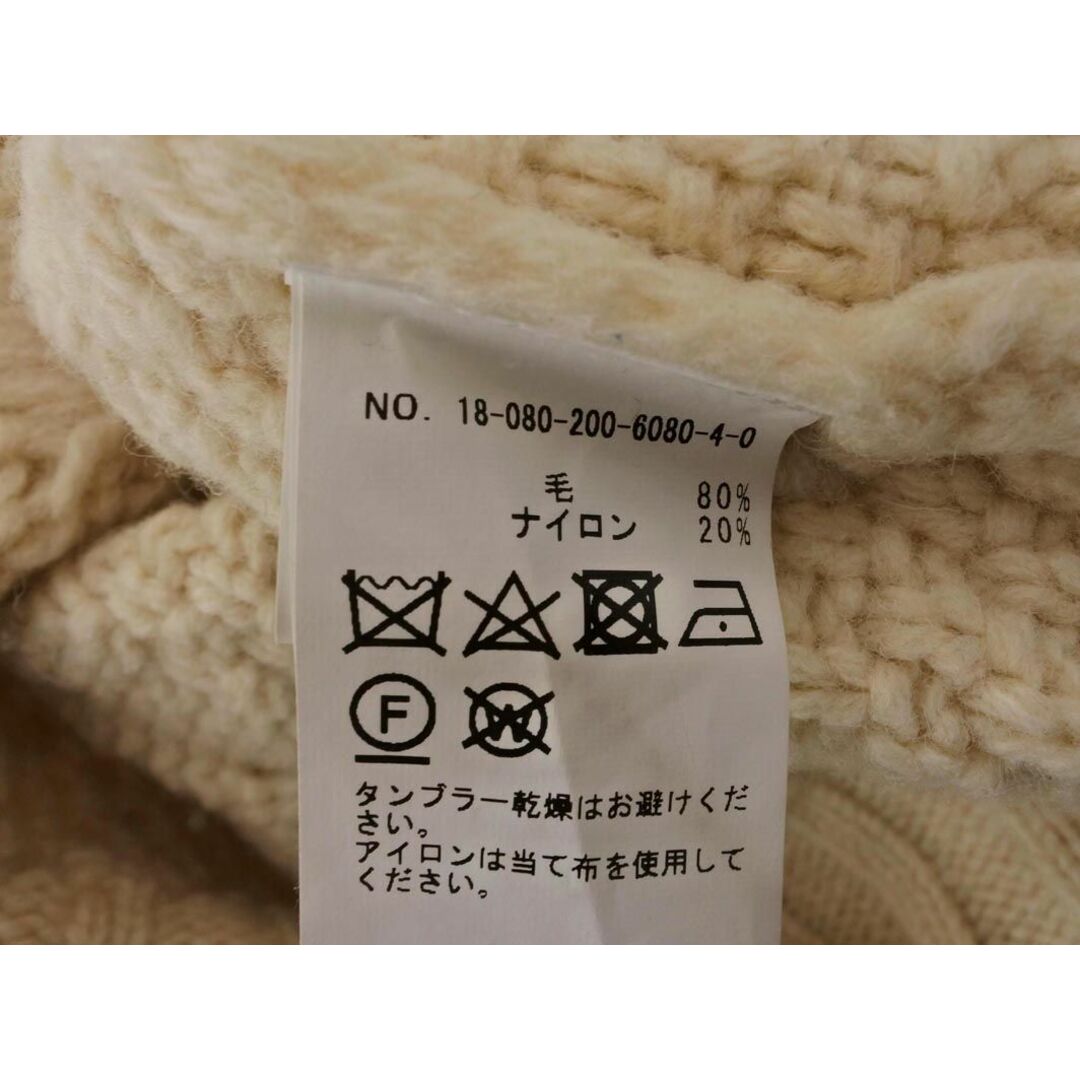 NO. 18-080-200-6080-4-0
毛 80%
ナイロン 20%
F
W
タンブラー乾燥はお避けくだ
さい。
アイロンは当て布を使用して
ください。